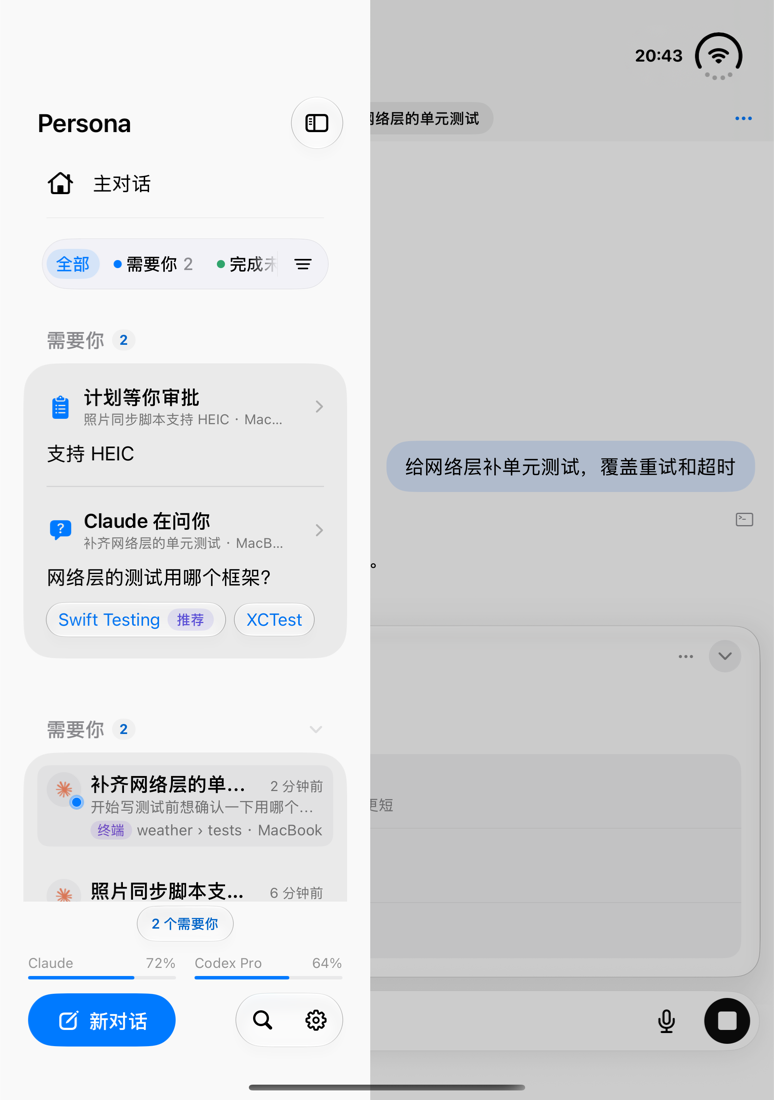 20:43
Persona
网络层的单元测试
主对话
全部
需要你 2
完成未
需要你 2
计划等你审批
照片同步脚本支持 HEIC · Mac...
支持 HEIC
给网络层补单元测试，覆盖重试和超时
Claude 在问你
补齐网络层的单元测试 · MacB...
网络层的测试用哪个框架?
。
Swift Testing 推荐
XCTest
需要你 2
补齐网络层的单... 2 分钟前
开始写测试前想确认一下用哪个...
更短
终端 weather › tests · MacBook
照片同步脚本支... 6 分钟前
2 个需要你
Claude 72%
Codex Pro 64%
新对话